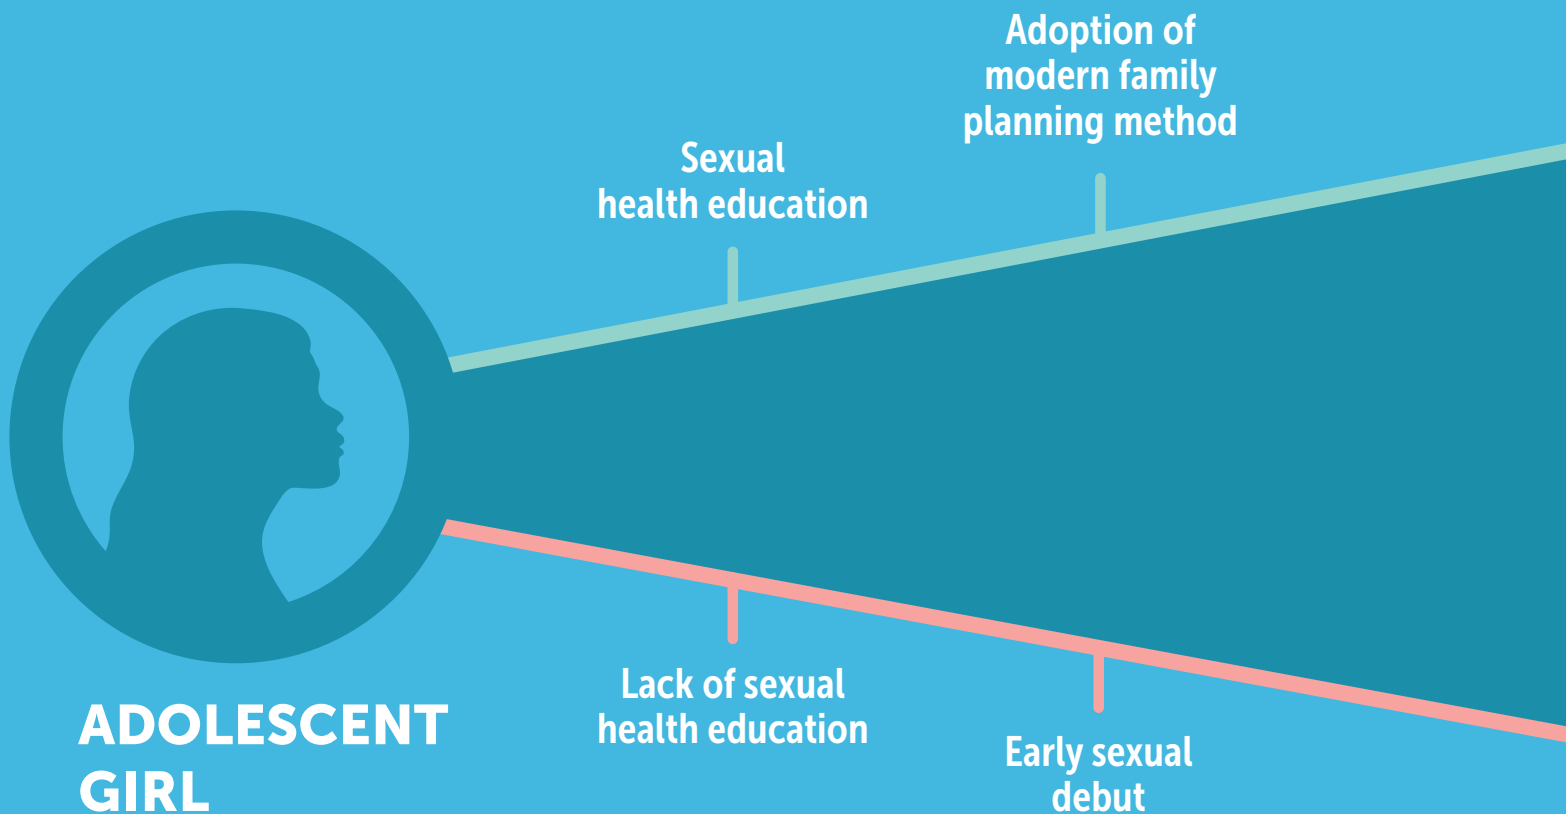 Adoption of
modern family
planning method
Sexual
health education
ADOLESCENT
GIRL
Lack of sexual
health education
Early sexual
debut